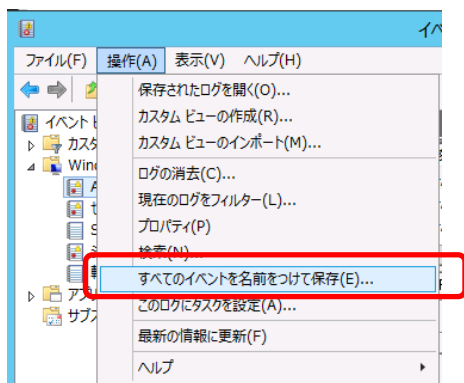 イベ
ファイル(F) 操作(A) 表示(V) ヘルプ(H)
保存されたログを開く(O)...
カスタム ビューの作成(R)...
カスタム ビューのインポート(M)...
ログの消去(C)...
現在のログをフィルター(L)...
プロパティ(P)
検索(N)...
すべてのイベントを名前をつけて保存(E)...
このログにタスクを設定(A)...
最新の情報に更新(F)
ヘルプ
イベント
カスタ
Wind
A
セ
S
アプリ
サブス